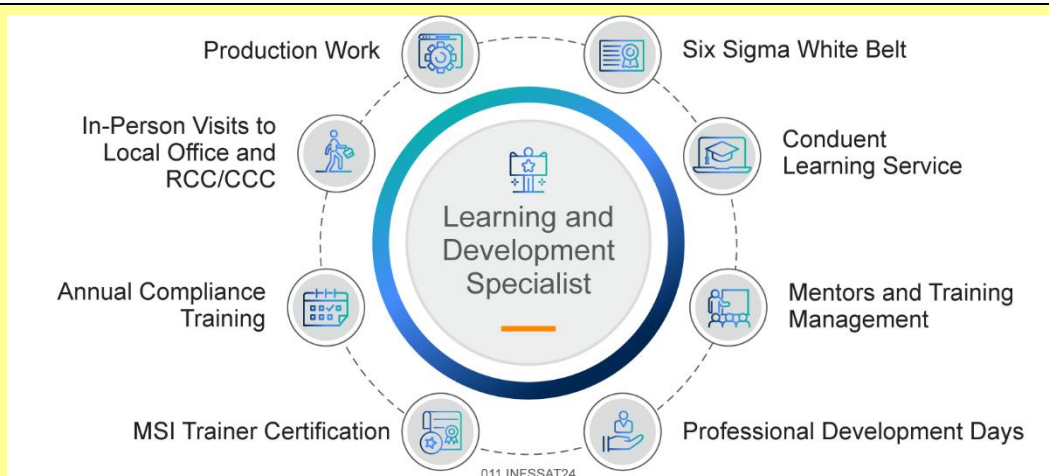 Production Work
Six Sigma White Belt
In-Person Visits to
Local Office and
RCC/CCC
Conduent
Learning Service
Learning and
Development
Specialist
Annual Compliance
Training
Mentors and Training
Management
MSI Trainer Certification
Professional Development Days
011.INESSAT24